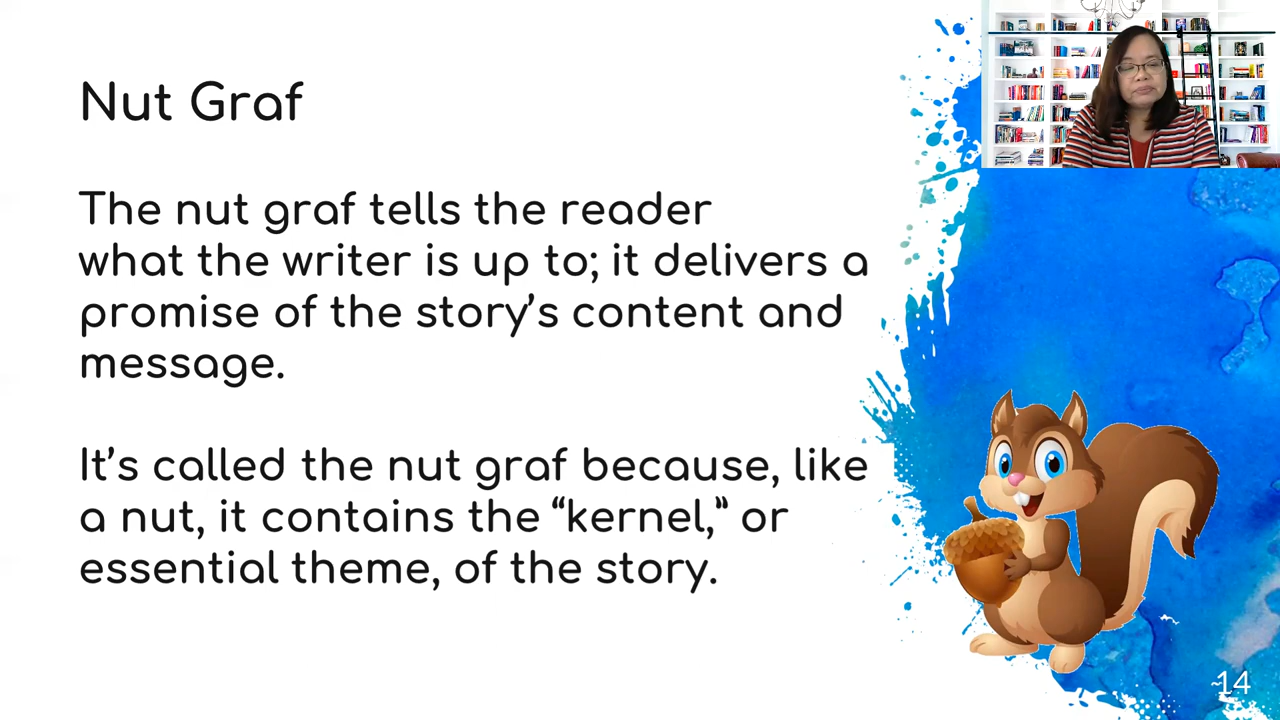 Nut Graf
The nut graf tells the reader
what the writer is up to; it delivers a
promise of the story’s content and
message.
It’s called the nut graf because, like
a nut, it contains the “kernel,” or
essential theme, of the story.
~14